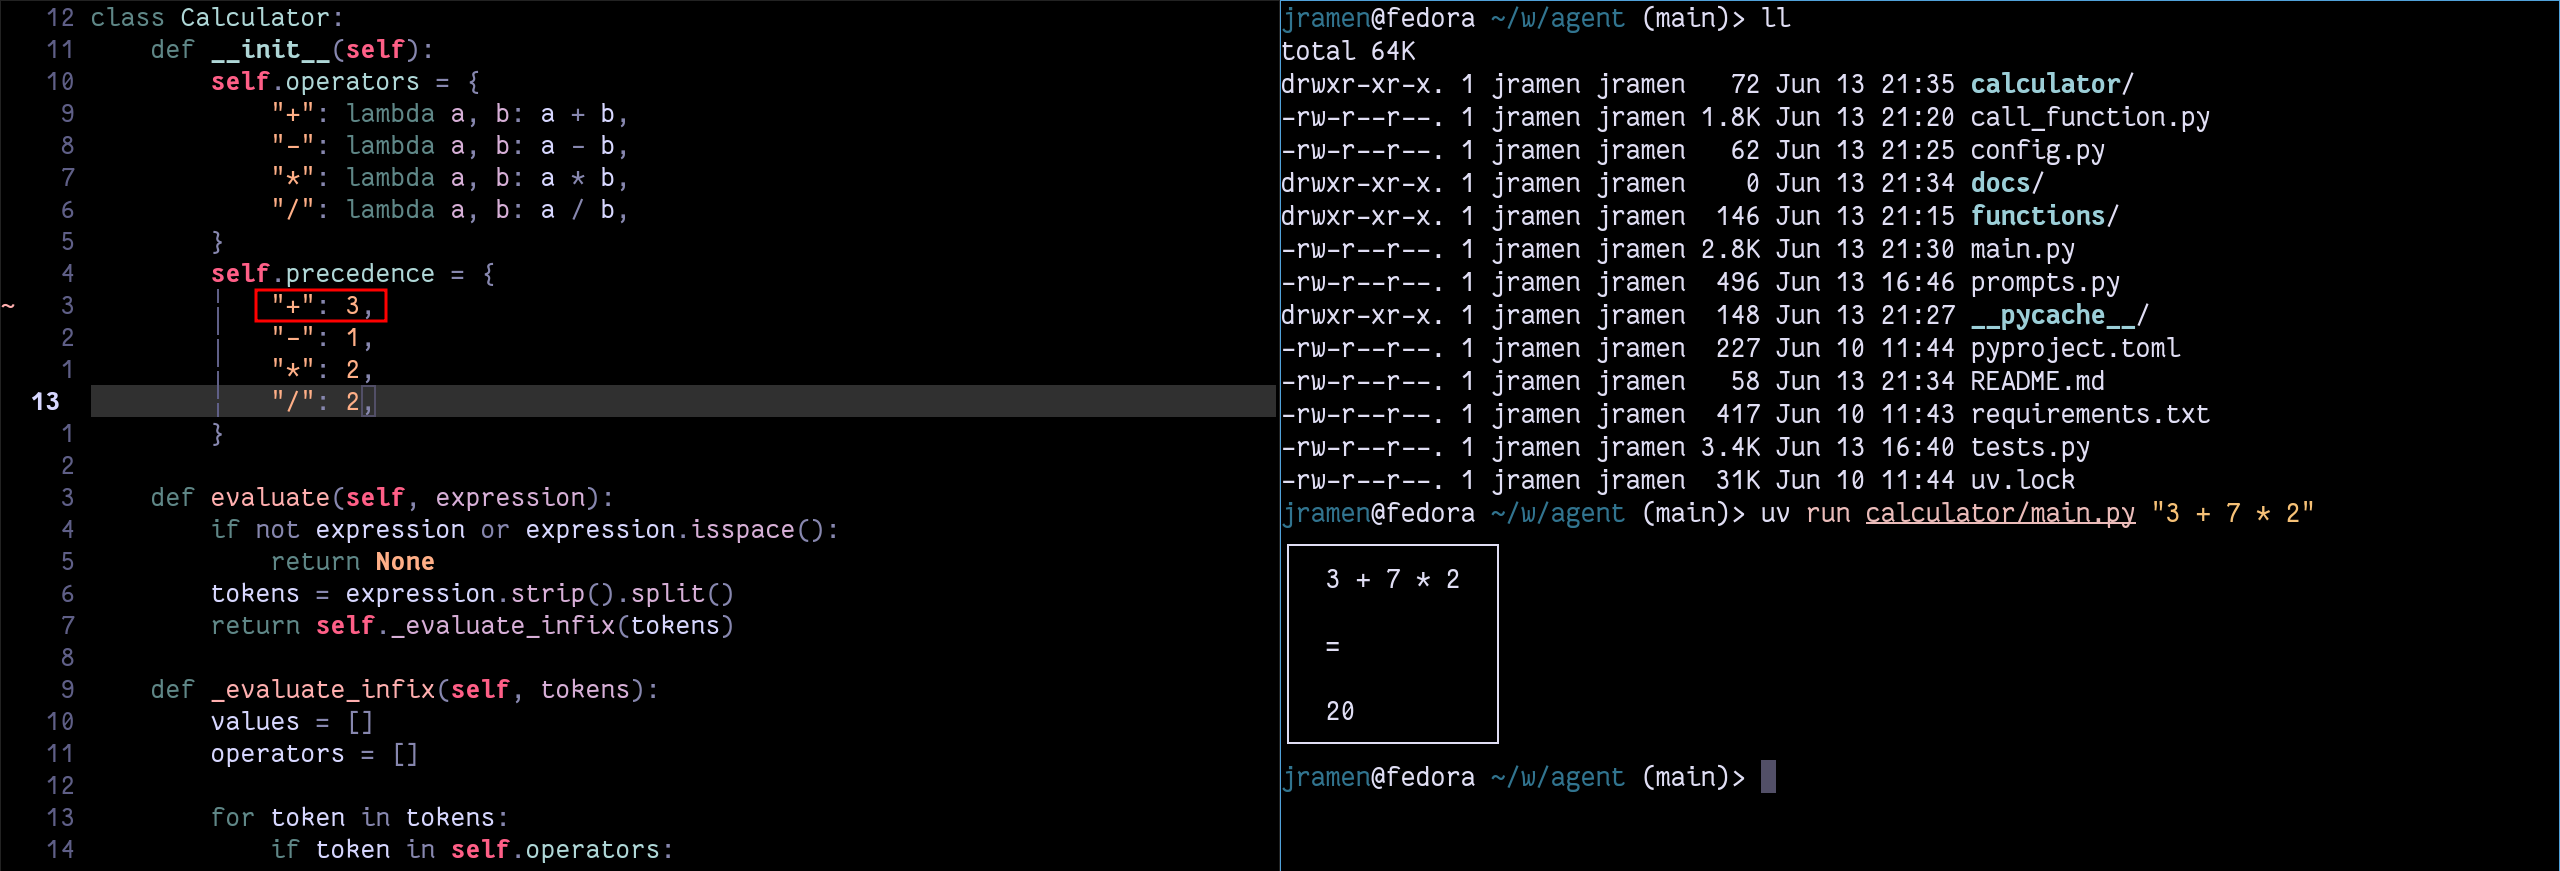 12 class Calculator:
11     def __init__(self):
10         self.operators = {
9             "+": lambda a, b: a + b,
8             "-": lambda a, b: a - b,
7             "*": lambda a, b: a * b,
6             "/": lambda a, b: a / b,
5         }
4         self.precedence = {
~ 3             "+": 3,
2             "-": 1,
1             "*": 2,
13             "/": 2,
1         }
2
3     def evaluate(self, expression):
4         if not expression or expression.isspace():
5             return None
6         tokens = expression.strip().split()
7         return self._evaluate_infix(tokens)
8
9     def _evaluate_infix(self, tokens):
10         values = []
11         operators = []
12
13         for token in tokens:
14             if token in self.operators:
jramen@fedora ~/w/agent (main)> ll
total 64K
drwxr-xr-x. 1 jramen jramen   72 Jun 13 21:35 calculator/
-rw-r--r--. 1 jramen jramen 1.8K Jun 13 21:20 call_function.py
-rw-r--r--. 1 jramen jramen   62 Jun 13 21:25 config.py
drwxr-xr-x. 1 jramen jramen    0 Jun 13 21:34 docs/
drwxr-xr-x. 1 jramen jramen  146 Jun 13 21:15 functions/
-rw-r--r--. 1 jramen jramen 2.8K Jun 13 21:30 main.py
-rw-r--r--. 1 jramen jramen  496 Jun 13 16:46 prompts.py
drwxr-xr-x. 1 jramen jramen  148 Jun 13 21:27 __pycache__/
-rw-r--r--. 1 jramen jramen  227 Jun 10 11:44 pyproject.toml
-rw-r--r--. 1 jramen jramen   58 Jun 13 21:34 README.md
-rw-r--r--. 1 jramen jramen  417 Jun 10 11:43 requirements.txt
-rw-r--r--. 1 jramen jramen 3.4K Jun 13 16:40 tests.py
-rw-r--r--. 1 jramen jramen  31K Jun 10 11:44 uv.lock
jramen@fedora ~/w/agent (main)> uv run calculator/main.py "3 + 7 * 2"
3 + 7 * 2
=
20
jramen@fedora ~/w/agent (main)>